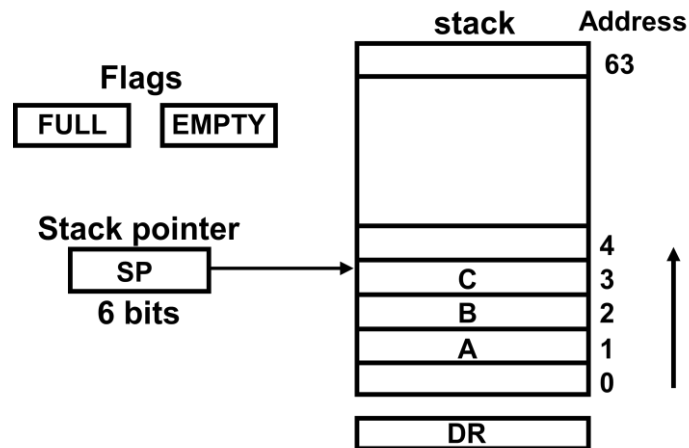 stack Address
63
Flags
FULL EMPTY
4
Stack pointer
SP C 3
6 bits B 2
A 1
0
DR